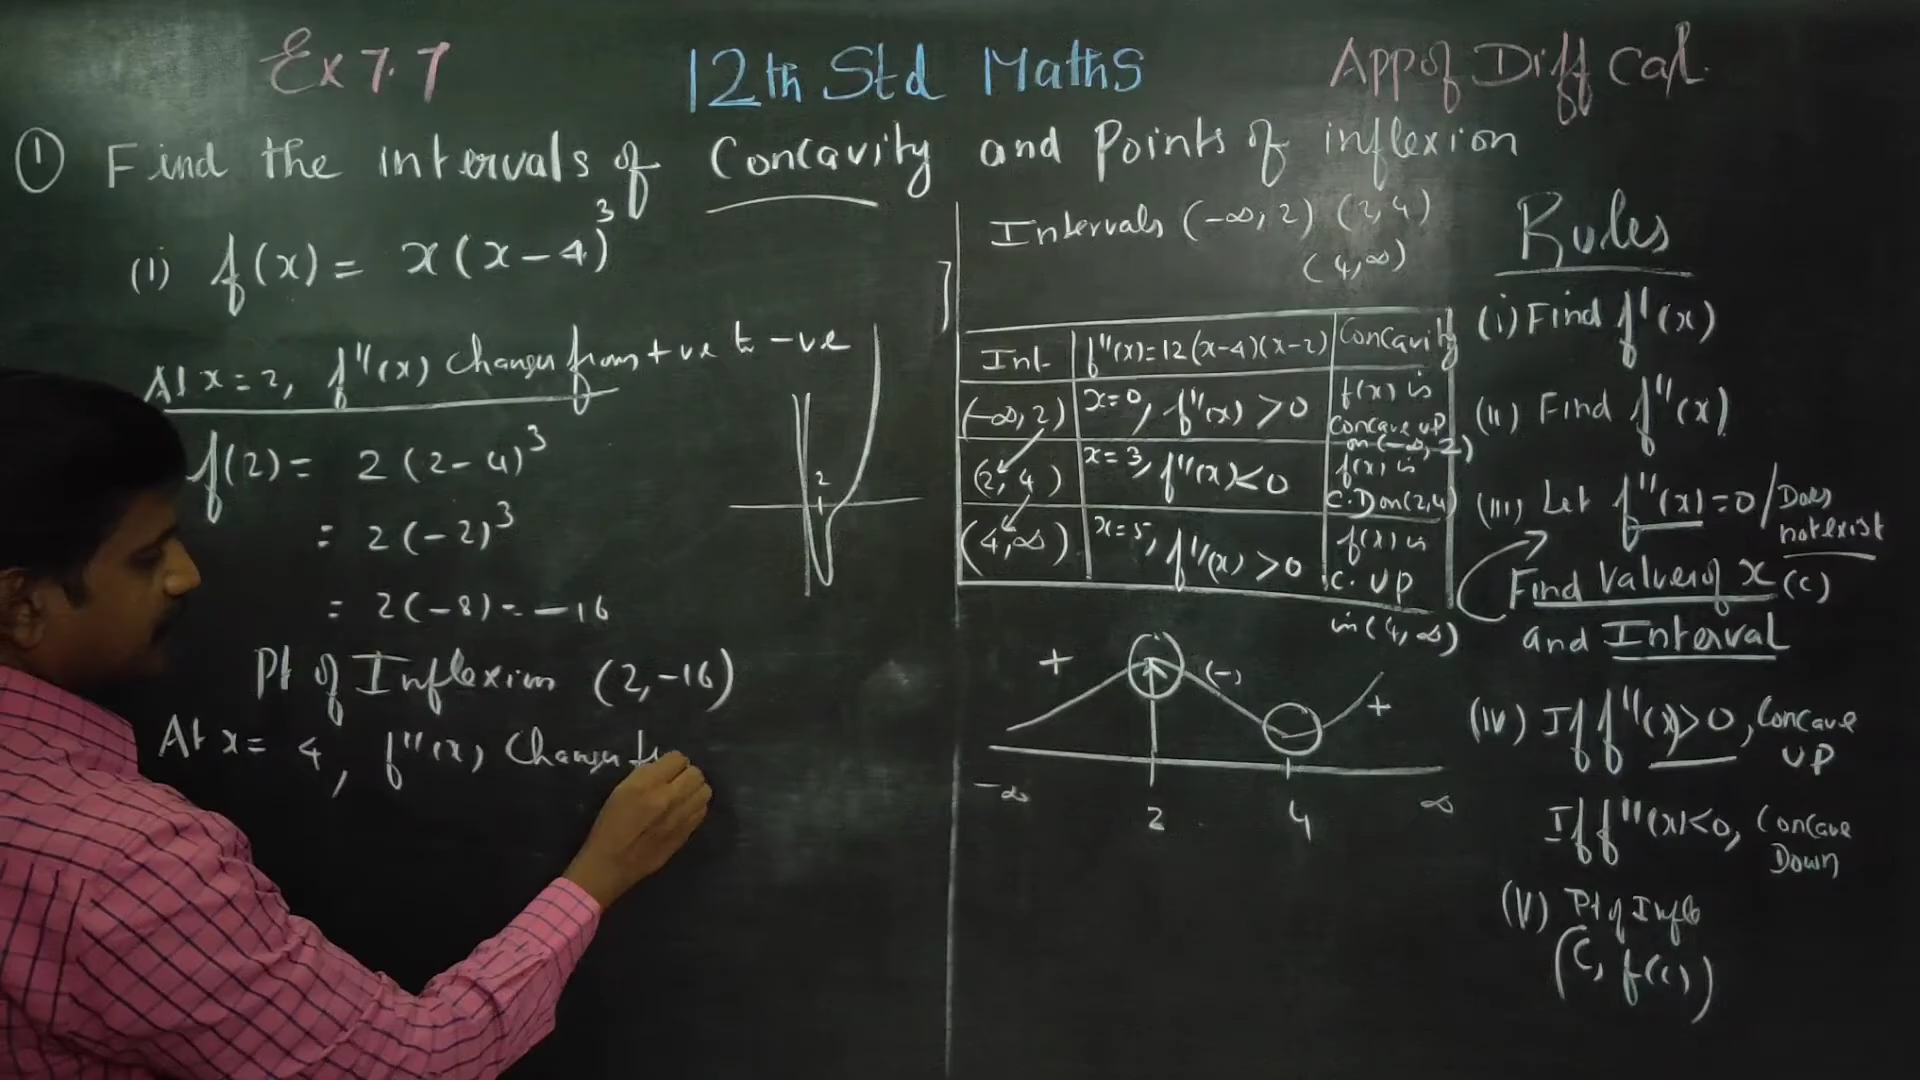 Ex 7.7
12th Std Maths
App of Diff Cal.
① Find the intervals of Concavity and Points of inflexion
(i) f(x) = x(x-4)³
At x=2, f''(x) Changes from +ve to -ve
f(2) = 2(2-4)³
= 2(-2)³
= 2(-8) = -16
Pt of Inflexion (2,-16)
At x= 4, f''(x) Changes
2
Intervals (-∞,2) (2,4)
(4,∞)
Int. f''(x)=12(x-4)(x-2) Concavity
(-∞,2) x=0, f''(x) >0 f(x) is concave up on (-∞,2)
(2,4) x=3, f''(x)<0 f(x) is C.D on (2,4)
(4,∞) x=5, f''(x) >0 f(x) is C. UP in (4,∞)
+ (-) +
-∞ 2 4 ∞
Rules
(i) Find f'(x)
(ii) Find f''(x)
(iii) Let f''(x)=0/Does not exist
Find Values of x (c)
and Interval
(iv) If f''(x)>0, Concave UP
If f''(x)<0, Concave Down
(v) Pt of Infle
(c, f(c))